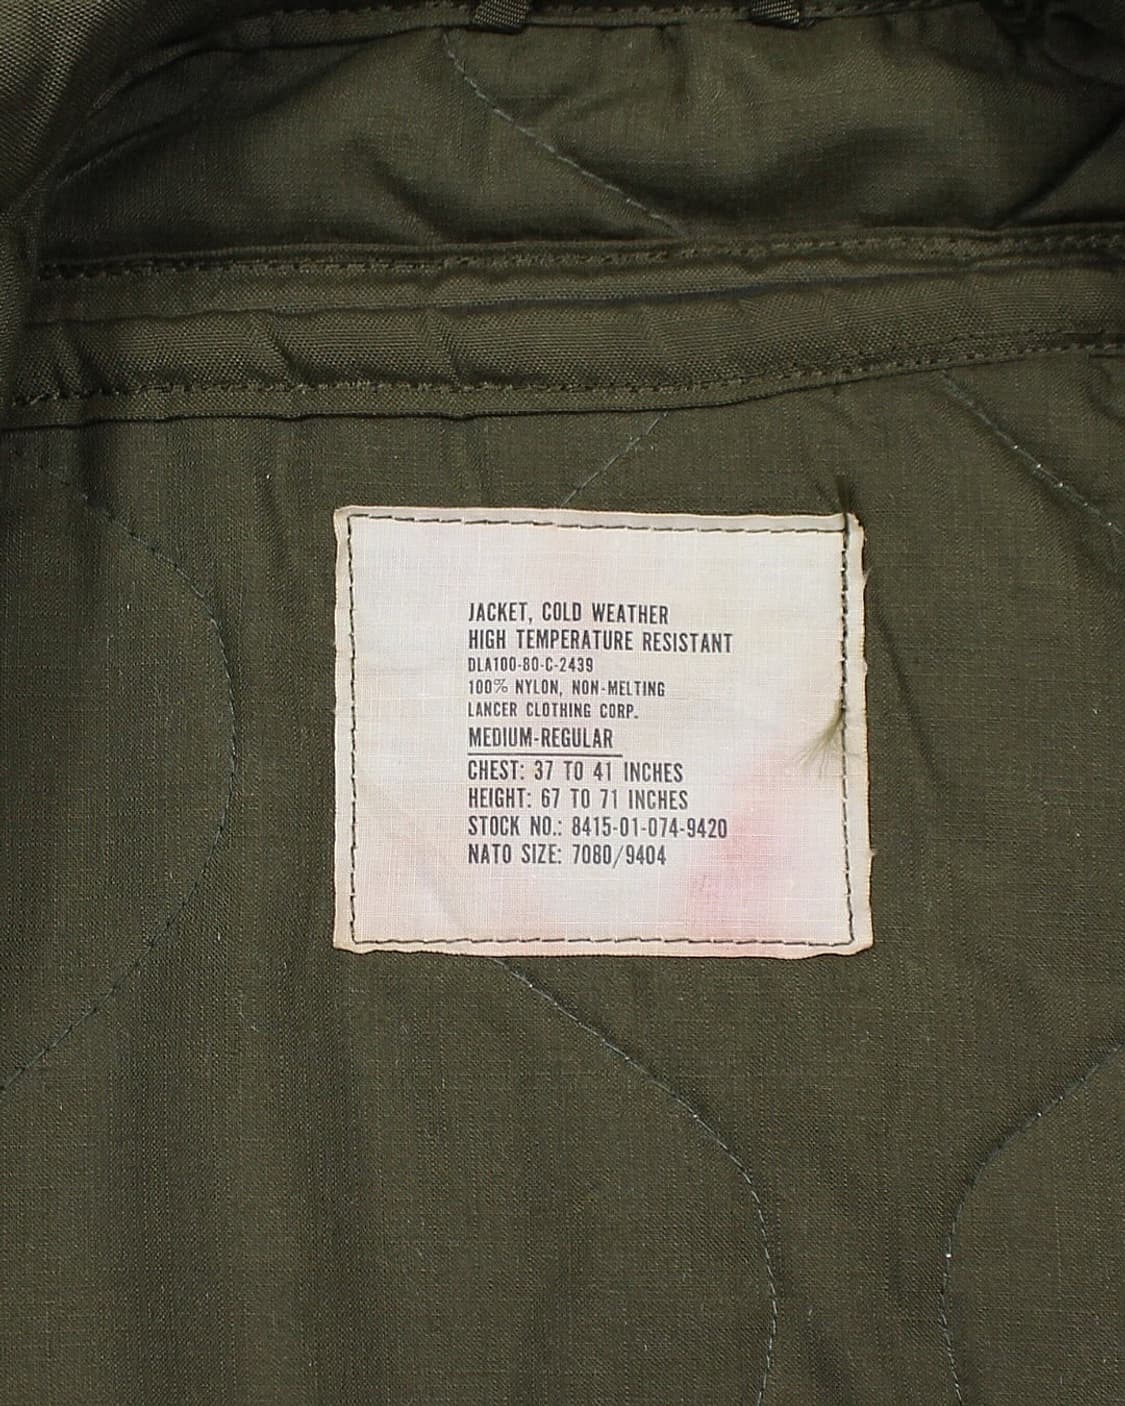 JACKET, COLD WEATHER
HIGH TEMPERATURE RESISTANT
DLA100-80-C-2439
100% NYLON, NON-MELTING
LANCER CLOTHING CORP.
MEDIUM-REGULAR
CHEST: 37 TO 41 INCHES
HEIGHT: 67 TO 71 INCHES
STOCK NO.: 8415-01-074-9420
NATO SIZE: 7080/9404